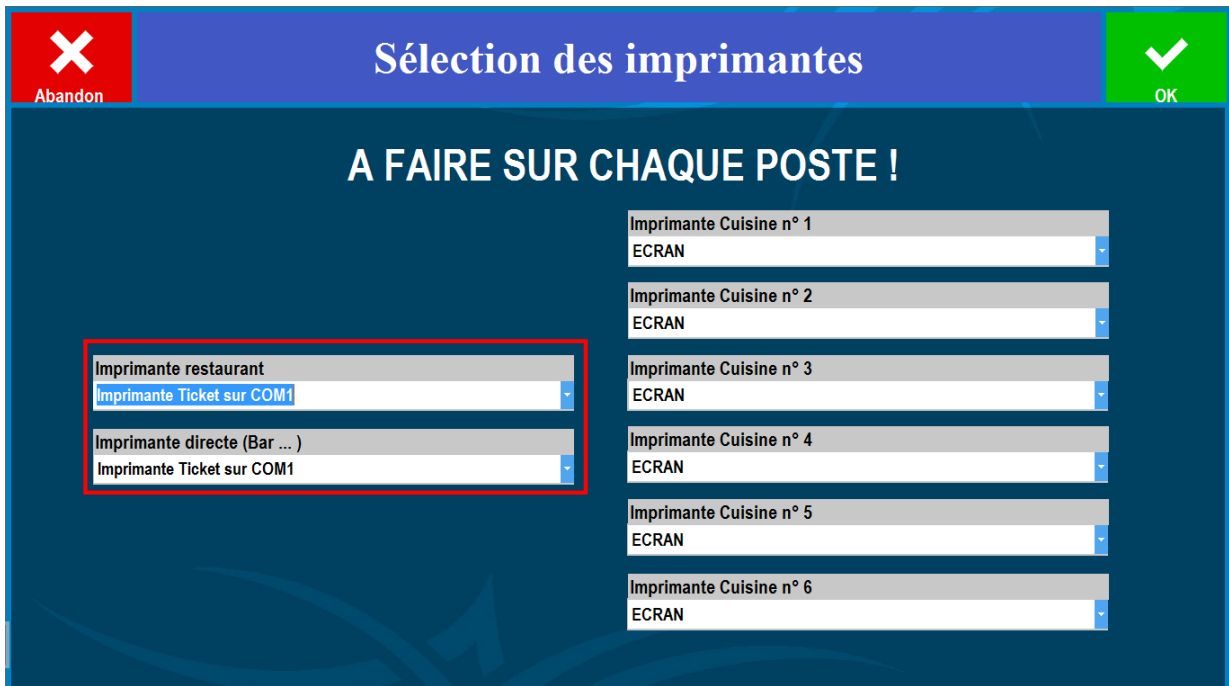 Abandon
Sélection des imprimantes
OK
A FAIRE SUR CHAQUE POSTE !
Imprimante restaurant
Imprimante Ticket sur COM1
Imprimante directe (Bar ... )
Imprimante Ticket sur COM1
Imprimante Cuisine n° 1
ECRAN
Imprimante Cuisine n° 2
ECRAN
Imprimante Cuisine n° 3
ECRAN
Imprimante Cuisine n° 4
ECRAN
Imprimante Cuisine n° 5
ECRAN
Imprimante Cuisine n° 6
ECRAN